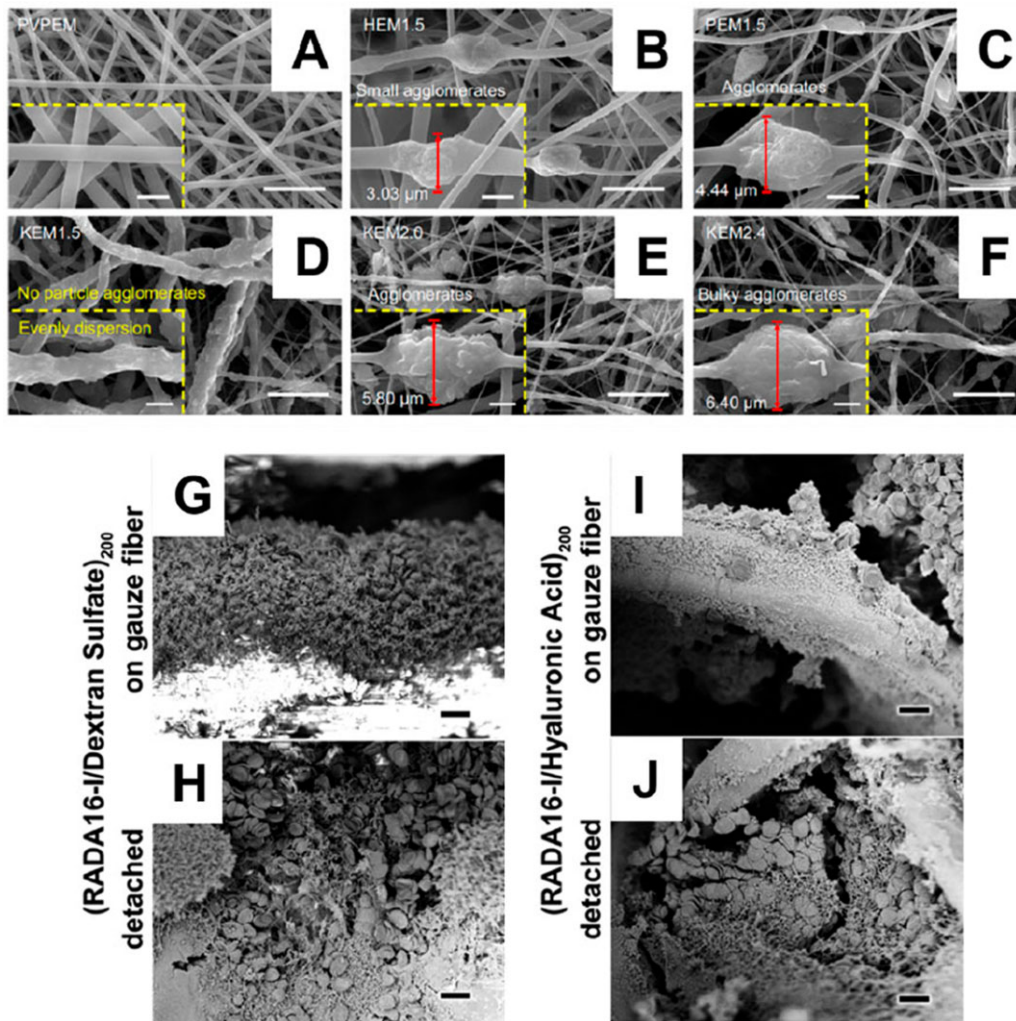 PVPEM
A
HEM1.5
B
Small agglomerates
3.03 µm
PEM1.5
C
Agglomerates
4.44 µm
KEM1.5
D
No particle agglomerates
Evenly dispersion
KEM2.0
E
Agglomerates
5.80 µm
KEM2.4
F
Bulky agglomerates
6.40 µm
(RADA16-I/Dextran Sulfate)200
on gauze fiber
detached
G
H
(RADA16-I/Hyaluronic Acid)200
on gauze fiber
detached
I
J